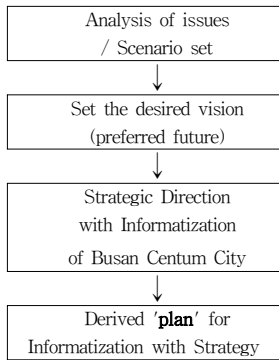 Analysis of issues
/ Scenario set
Set the desired vision
(preferred future)
Strategic Direction
with Informatization
of Busan Centum City
Derived 'plan' for
Informatization with Strategy